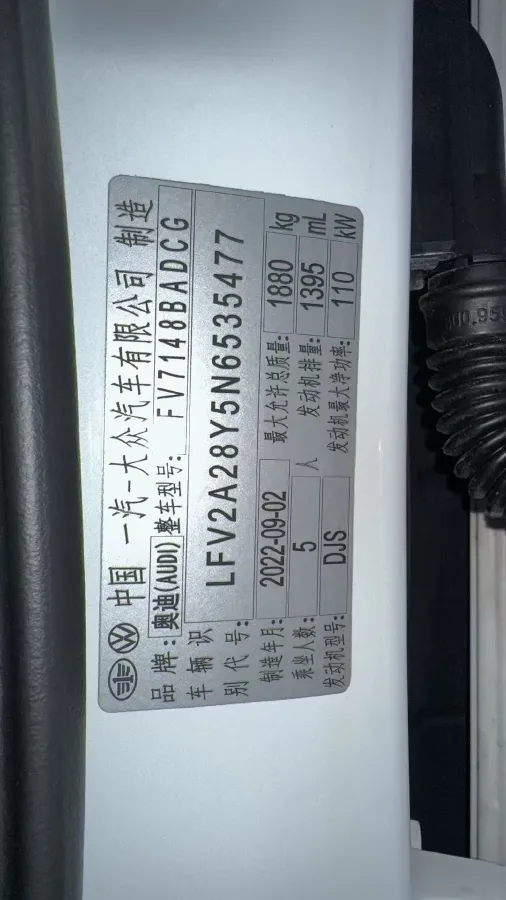 中国 一汽-大众汽车有限公司 制造
品牌:奥迪(AUDI) 整车型号: FV7148BADCG
车辆识别代号: LFV2A28Y5N6535477
制造年月: 2022-09-02 最大允许总质量: 1880 kg
乘坐人数: 5 人 发动机排量: 1395 mL
发动机型号: DJS 发动机最大净功率: 110 kW